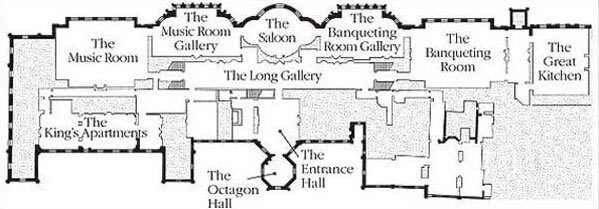 The
Music Room
The
Music Room
Gallery
The
Saloon
The
Banqueting
Room Gallery
The
Banqueting
Room
The
Great
Kitchen
The Long Gallery
The
King's Apartments
The
Octagon
Hall
The
Entrance
Hall